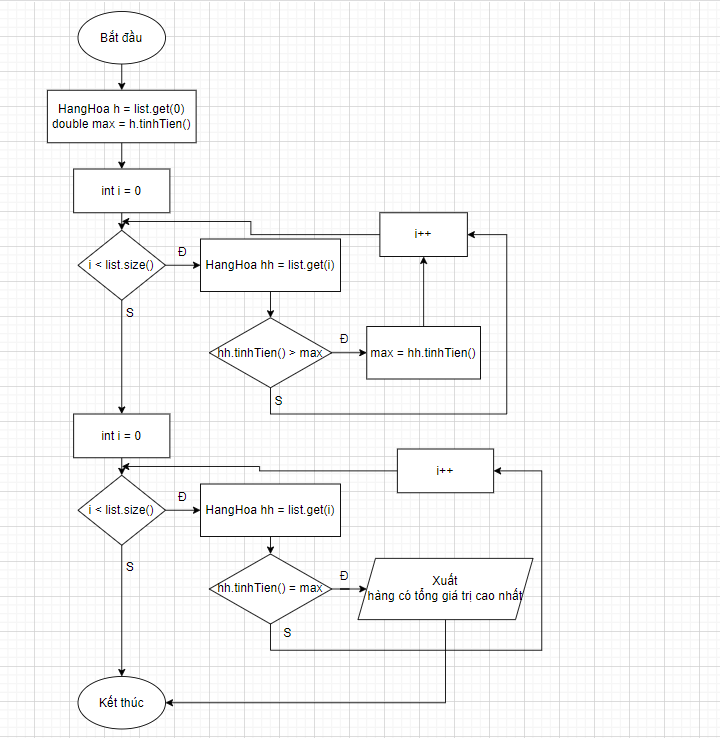 Bắt đầu
HangHoa h = list.get(0)
double max = h.tinhTien()
int i = 0
i++
i < list.size()
Đ
HangHoa hh = list.get(i)
S
hh.tinhTien() > max
Đ
max = hh.tinhTien()
S
int i = 0
i++
i < list.size()
Đ
HangHoa hh = list.get(i)
S
hh.tinhTien() = max
Đ
Xuất
hàng có tổng giá trị cao nhất
S
Kết thúc